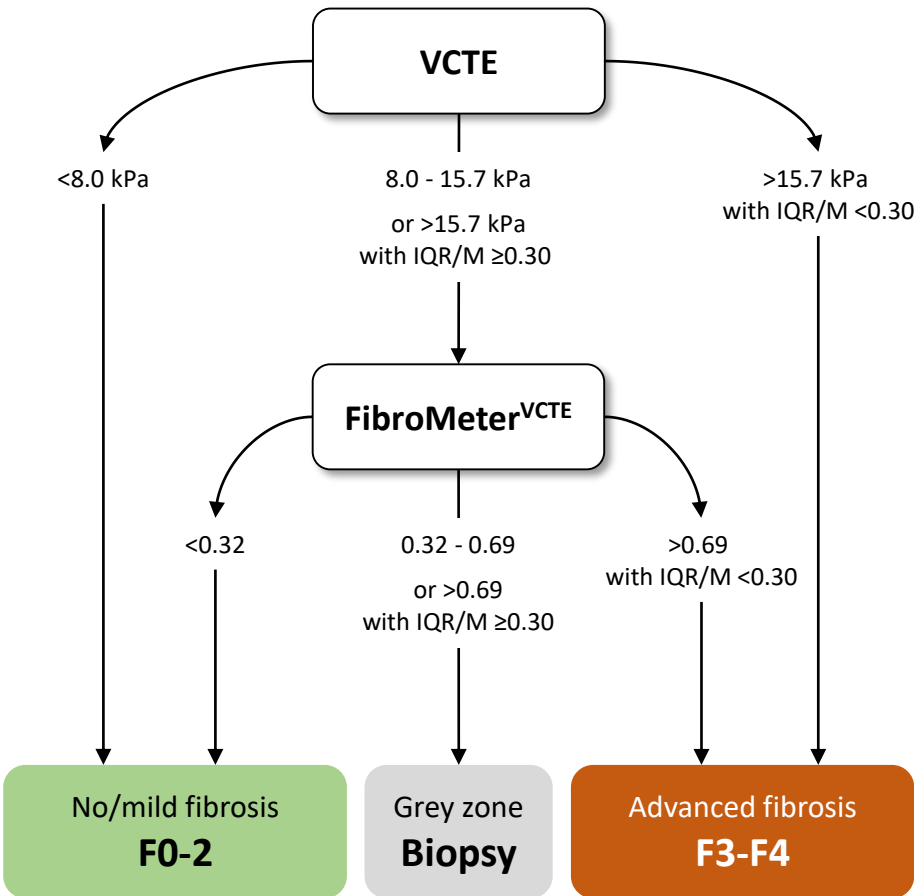 VCTE
<8.0 kPa
8.0 - 15.7 kPa
or >15.7 kPa
with IQR/M ≥0.30
>15.7 kPa
with IQR/M <0.30
FibroMeterVCTE
<0.32
0.32 - 0.69
or >0.69
with IQR/M ≥0.30
>0.69
with IQR/M <0.30
No/mild fibrosis
F0-2
Grey zone
Biopsy
Advanced fibrosis
F3-F4